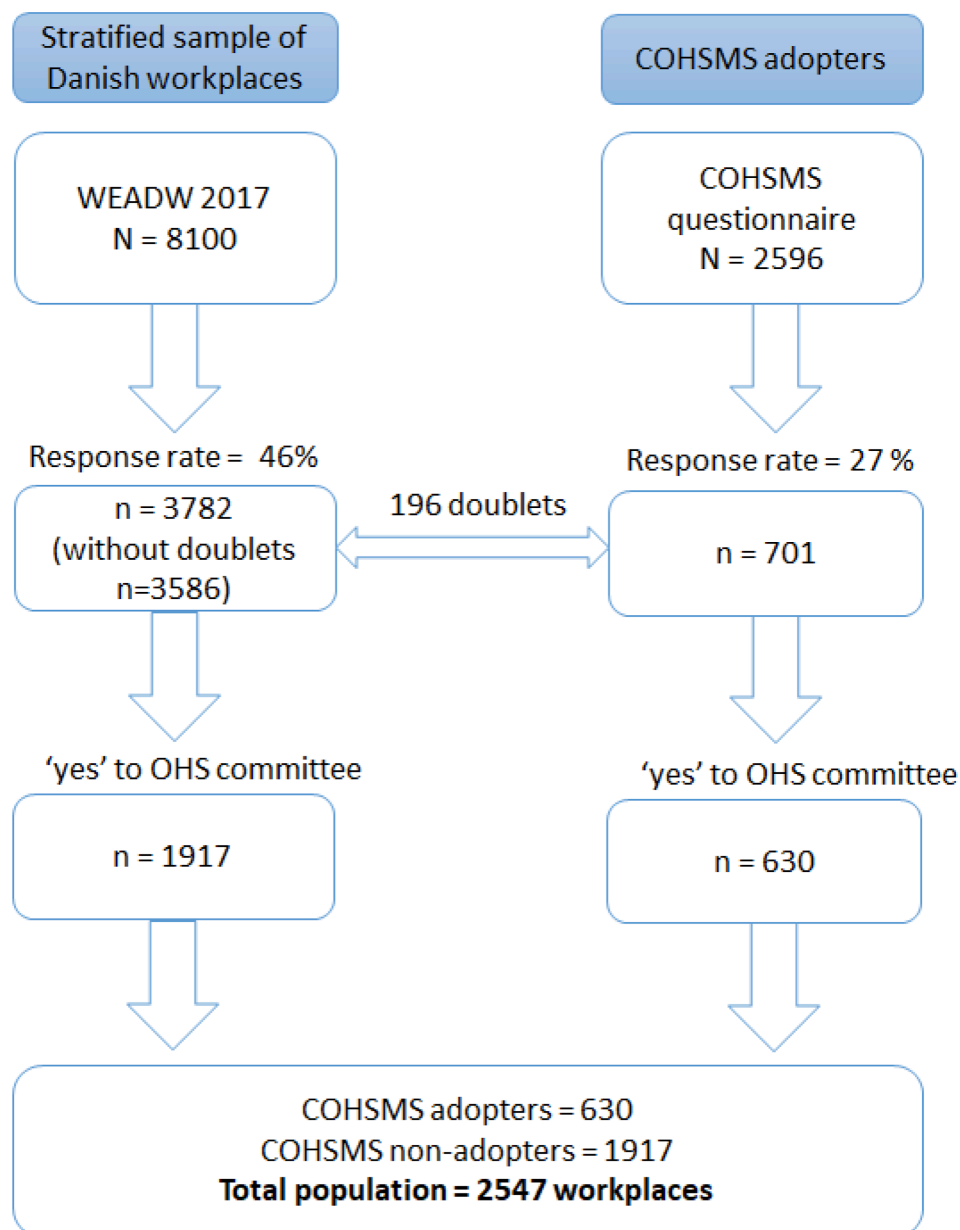 Stratified sample of
Danish workplaces
COHSMS adopters
WEADW 2017
N = 8100
COHSMS
questionnaire
N = 2596
Response rate = 46%
Response rate = 27 %
n = 3782
(without doublets
n=3586)
196 doublets
n = 701
‘yes’ to OHS committee
‘yes’ to OHS committee
n = 1917
n = 630
COHSMS adopters = 630
COHSMS non-adopters = 1917
Total population = 2547 workplaces